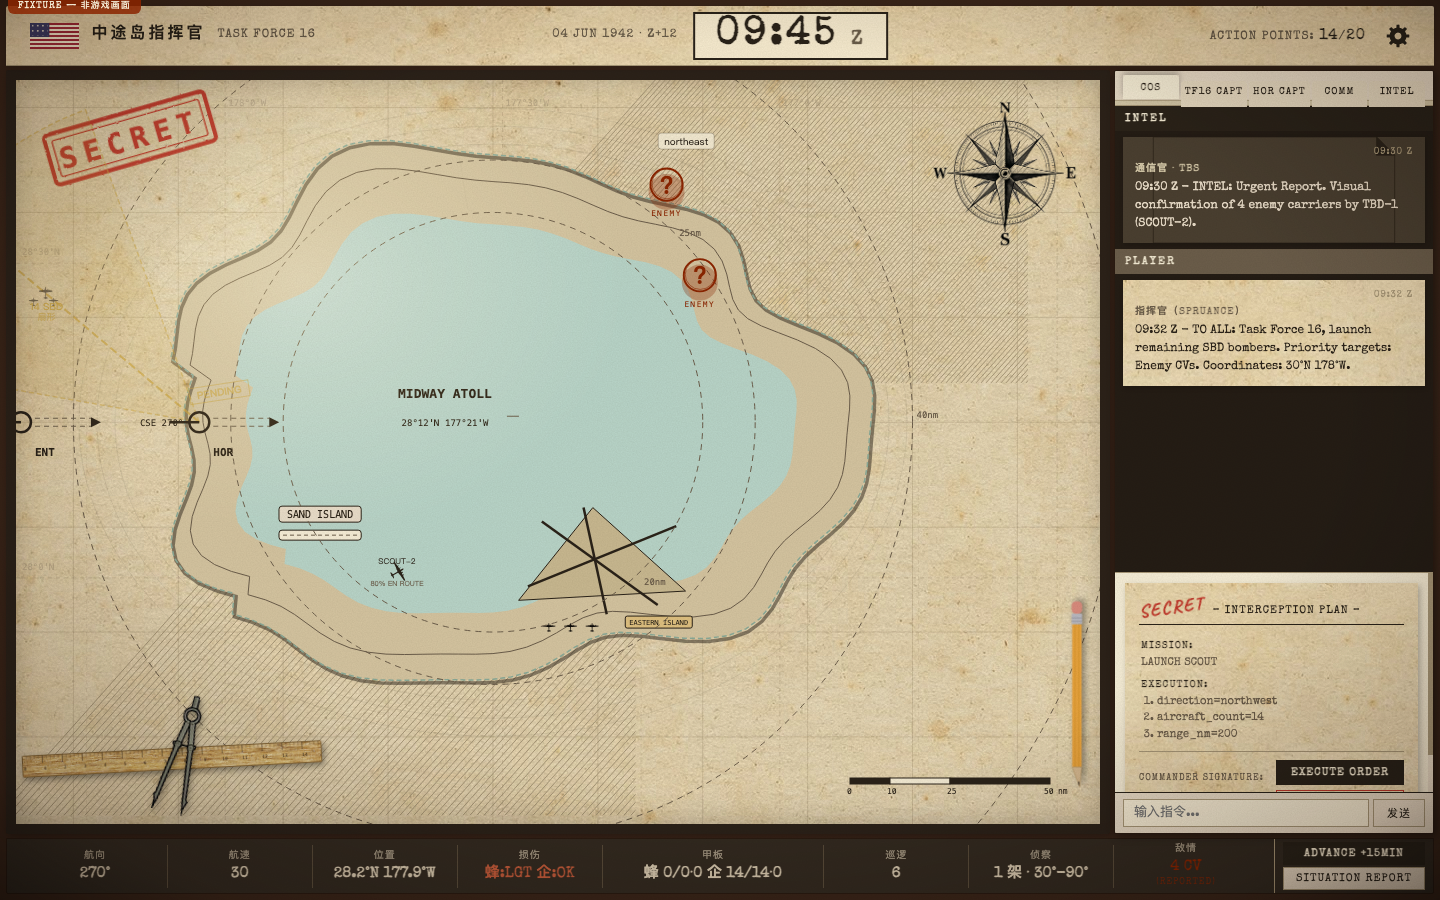 FIXTURE — 非游戏画面
中途岛指挥官 TASK FORCE 16
04 JUN 1942 · Z+12
09:45 Z
ACTION POINTS: 14/20
SECRET
177°30'W
28°30'N
28°0'N
northeast
?
ENEMY
25nm
?
ENEMY
N
W E
S
PENDING
MIDWAY ATOLL
28°12'N 177°21'W
CSE 270°
40nm
ENT
HOR
SAND ISLAND
SCOUT-2
80% EN ROUTE
20nm
EASTERN ISLAND
0 10 25 50 nm
COS TF16 CAPT HOR CAPT COMM INTEL
INTEL
09:30 Z
通信官 · TBS
09:30 Z - INTEL: Urgent Report. Visual
confirmation of 4 enemy carriers by TBD-1
(SCOUT-2).
PLAYER
09:32 Z
指挥官 (SPRUANCE)
09:32 Z - TO ALL: Task Force 16, launch
remaining SBD bombers. Priority targets:
Enemy CVs. Coordinates: 30°N 178°W.
SECRET - INTERCEPTION PLAN -
MISSION:
LAUNCH SCOUT
EXECUTION:
1. direction=northwest
2. aircraft_count=14
3. range_nm=200
COMMANDER SIGNATURE:
EXECUTE ORDER
输入指令...
发送
航向
270°
航速
30
位置
28.2°N 177.9°W
损伤
蜂:LGT 企:OK
甲板
蜂 0/0·0 企 14/14·0
巡逻
6
侦察
1 架 · 30°-90°
敌情
4 CV
(REPORTED)
ADVANCE +15MIN
SITUATION REPORT